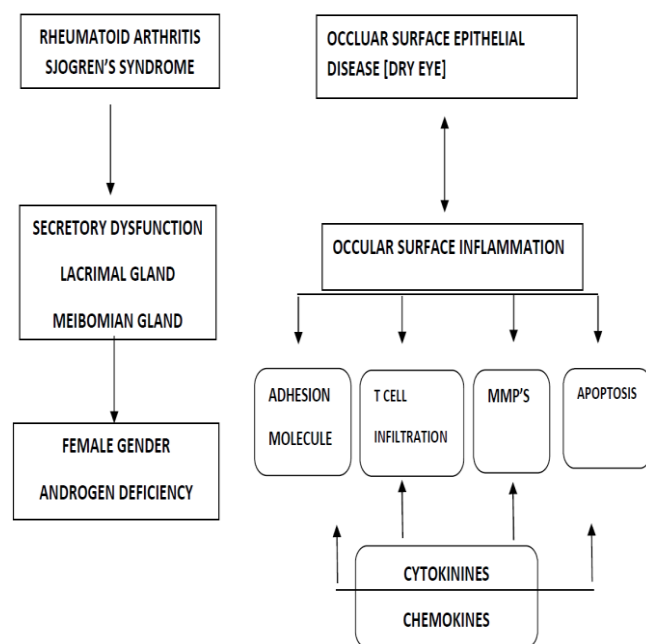 RHEUMATOID ARTHRITIS
SJOGREN'S SYNDROME
SECRETORY DYSFUNCTION
LACRIMAL GLAND
MEIBOMIAN GLAND
FEMALE GENDER
ANDROGEN DEFICIENCY
OCCLUAR SURFACE EPITHELIAL
DISEASE [DRY EYE]
OCCULAR SURFACE INFLAMMATION
ADHESION
MOLECULE
T CELL
INFILTRATION
MMP'S
APOPTOSIS
CYTOKININES
CHEMOKINES